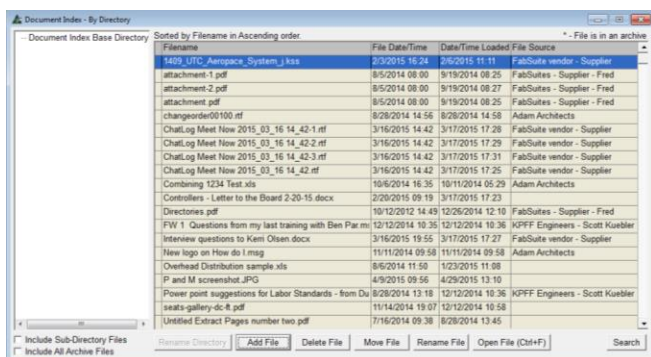 Document Index - By Directory
Document Index Base Directory
Sorted by Filename in Ascending order.
* - File is in an archive
Filename File Date/Time Date/Time Loaded File Source
1409_UTC_Aeropace_System_j.kss 2/3/2015 16:24 2/6/2015 11:11 FabSuite vendor - Supplier
attachment-1.pdf 8/5/2014 08:00 9/19/2014 08:25 FabSuites - Supplier - Fred
attachment-2.pdf 8/5/2014 08:00 9/19/2014 08:27 FabSuites - Supplier - Fred
attachment.pdf 8/5/2014 08:00 9/19/2014 08:25 FabSuites - Supplier - Fred
changeorder00100.rtf 8/28/2014 14:56 8/28/2014 14:58 Adam Architects
ChatLog Meet Now 2015_03_16 14_42-1.rtf 3/16/2015 14:42 3/17/2015 17:28 FabSuite vendor - Supplier
ChatLog Meet Now 2015_03_16 14_42-2.rtf 3/16/2015 14:42 3/17/2015 17:29 FabSuite vendor - Supplier
ChatLog Meet Now 2015_03_16 14_42-3.rtf 3/16/2015 14:42 3/17/2015 17:31 FabSuite vendor - Supplier
ChatLog Meet Now 2015_03_16 14_42.rtf 3/16/2015 14:42 3/17/2015 17:25 FabSuite vendor - Supplier
Combining 1234 Test.xls 10/6/2014 16:35 10/11/2014 05:29 Adam Architects
Controllers - Letter to the Board 2-20-15.docx 2/20/2015 09:19 3/17/2015 17:23
Directories.pdf 10/12/2012 14:49 12/26/2014 12:10 FabSuites - Supplier - Fred
FW 1 Questions from my last training with Ben Par.m 12/12/2014 10:35 12/12/2014 10:36 KPFF Engineers - Scott Kuebler
Interview questions to Kerri Olsen.docx 3/16/2015 19:55 3/17/2015 17:27 FabSuite vendor - Supplier
New logo on How do I.msg 11/11/2014 09:58 11/11/2014 09:58 Adam Architects
Overhead Distribution sample.xls 8/6/2014 11:50 1/23/2015 11:08
P and M screenshot.JPG 4/9/2015 09:56 4/29/2015 13:10
Power point suggestions for Labor Standards - from Du 8/28/2014 13:18 12/12/2014 10:36 KPFF Engineers - Scott Kuebler
seats-gallery-dc-ft.pdf 11/14/2014 19:07 12/12/2014 10:58
Untitled Extract Pages number two.pdf 7/16/2014 09:38 8/28/2014 13:45
Include Sub-Directory Files
Include All Archive Files
Rename Directory Add File Delete File Move File Rename File Open File (Ctrl+F) Search